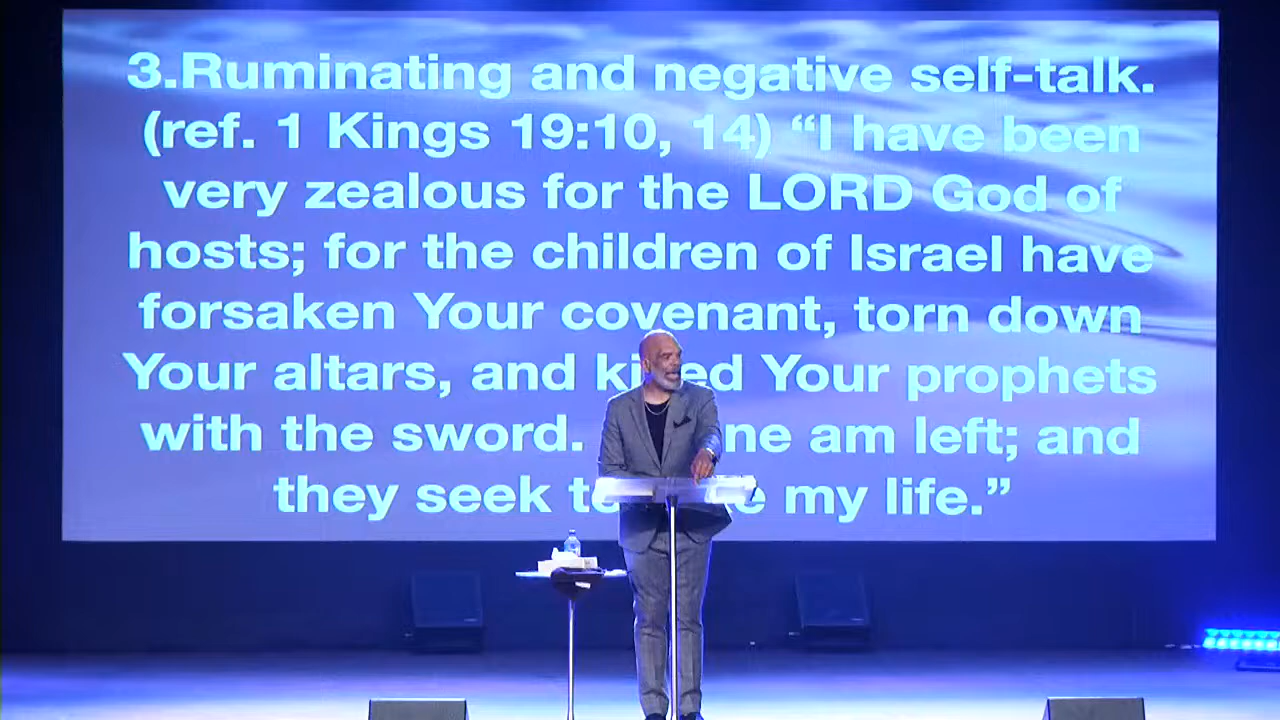 3.Ruminating and negative self-talk.
(ref. 1 Kings 19:10, 14) “I have been
very zealous for the LORD God of
hosts; for the children of Israel have
forsaken Your covenant, torn down
Your altars, and killed Your prophets
with the sword. am left; and
they seek my life.”